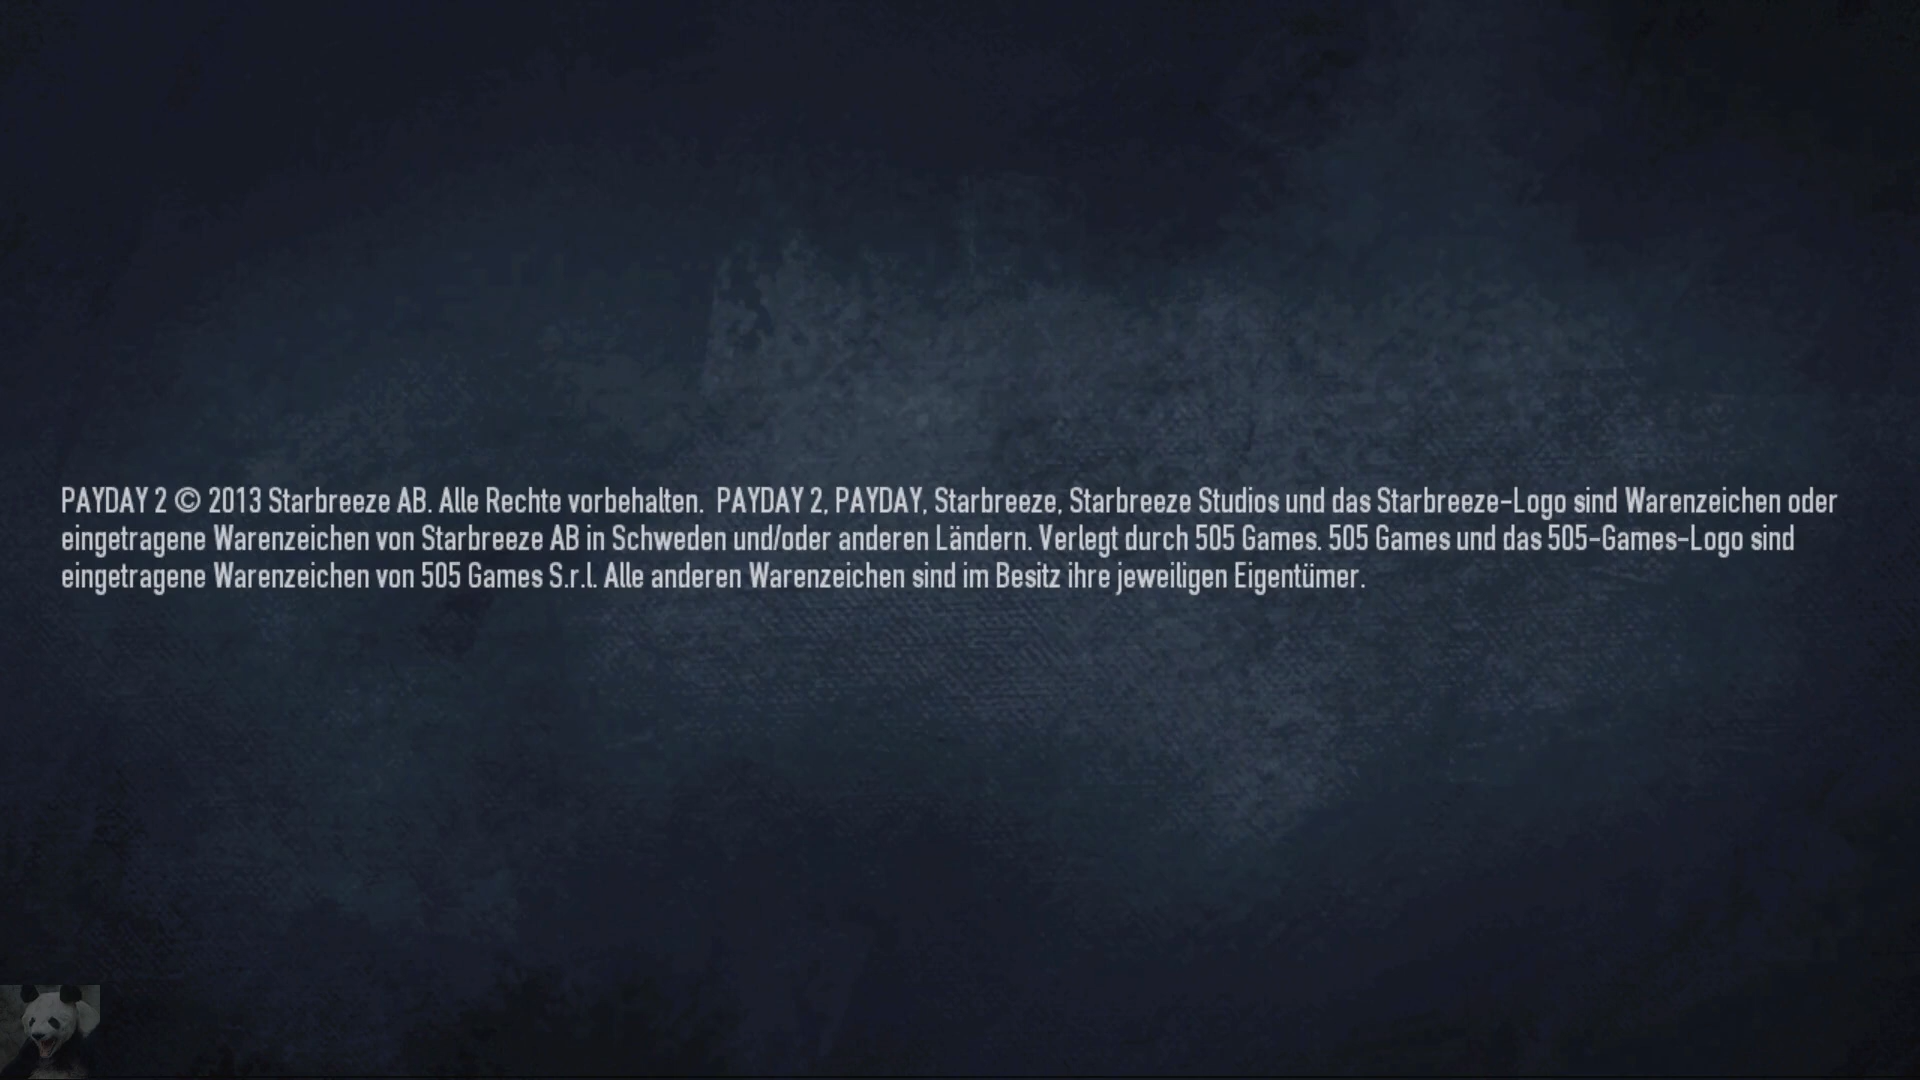 PAYDAY 2 © 2013 Starbreeze AB. Alle Rechte vorbehalten.  PAYDAY 2, PAYDAY, Starbreeze, Starbreeze Studios und das Starbreeze-Logo sind Warenzeichen oder
eingetragene Warenzeichen von Starbreeze AB in Schweden und/oder anderen Ländern. Verlegt durch 505 Games. 505 Games und das 505-Games-Logo sind
eingetragene Warenzeichen von 505 Games S.r.l. Alle anderen Warenzeichen sind im Besitz ihre jeweiligen Eigentümer.